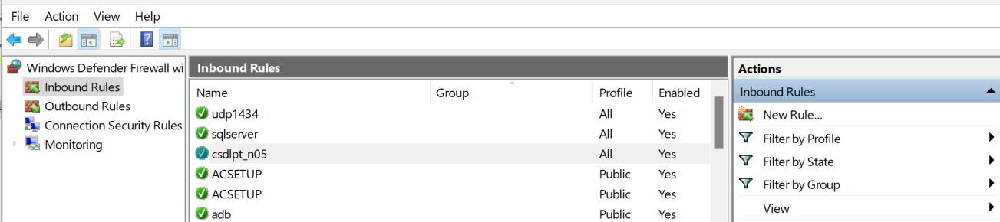 File Action View Help
Windows Defender Firewall wi
Inbound Rules
Outbound Rules
Connection Security Rules
Monitoring
Inbound Rules
Name Group Profile Enabled
udp1434 All Yes
sqlserver All Yes
csdlpt_n05 All Yes
ACSETUP Public Yes
ACSETUP Public Yes
adb Public Yes
Actions
Inbound Rules
New Rule...
Filter by Profile
Filter by State
Filter by Group
View